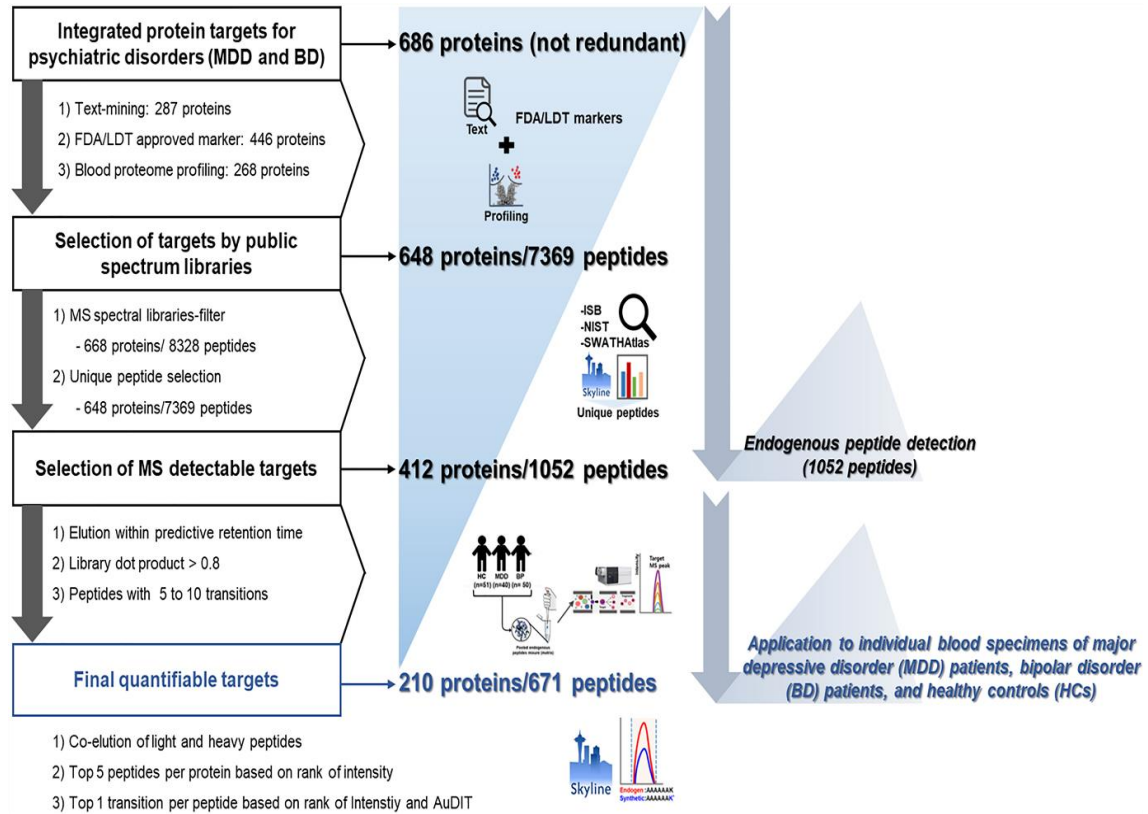 Integrated protein targets for
psychiatric disorders (MDD and BD)
686 proteins (not redundant)
1) Text-mining: 287 proteins
2) FDA/LDT approved marker: 446 proteins
3) Blood proteome profiling: 268 proteins
Text
FDA/LDT markers
Profiling
Selection of targets by public
spectrum libraries
648 proteins/7369 peptides
1) MS spectral libraries-filter
- 668 proteins/ 8328 peptides
2) Unique peptide selection
- 648 proteins/7369 peptides
-ISB
-NIST
-SWATHAtlas
Skyline
Unique peptides
Selection of MS detectable targets
412 proteins/1052 peptides
Endogenous peptide detection
(1052 peptides)
1) Elution within predictive retention time
2) Library dot product > 0.8
3) Peptides with 5 to 10 transitions
HC MDD BP
(n=51) (n=40) (n= 50)
Pooled endogenous
peptides mixure (matrix)
Target
MS peak
Intensity
Final quantifiable targets
210 proteins/671 peptides
Application to individual blood specimens of major
depressive disorder (MDD) patients, bipolar disorder
(BD) patients, and healthy controls (HCs)
1) Co-elution of light and heavy peptides
2) Top 5 peptides per protein based on rank of intensity
3) Top 1 transition per peptide based on rank of Intenstiy and AuDIT
Skyline
Endogen :AAAAAAK
Synthetic:AAAAAAK*